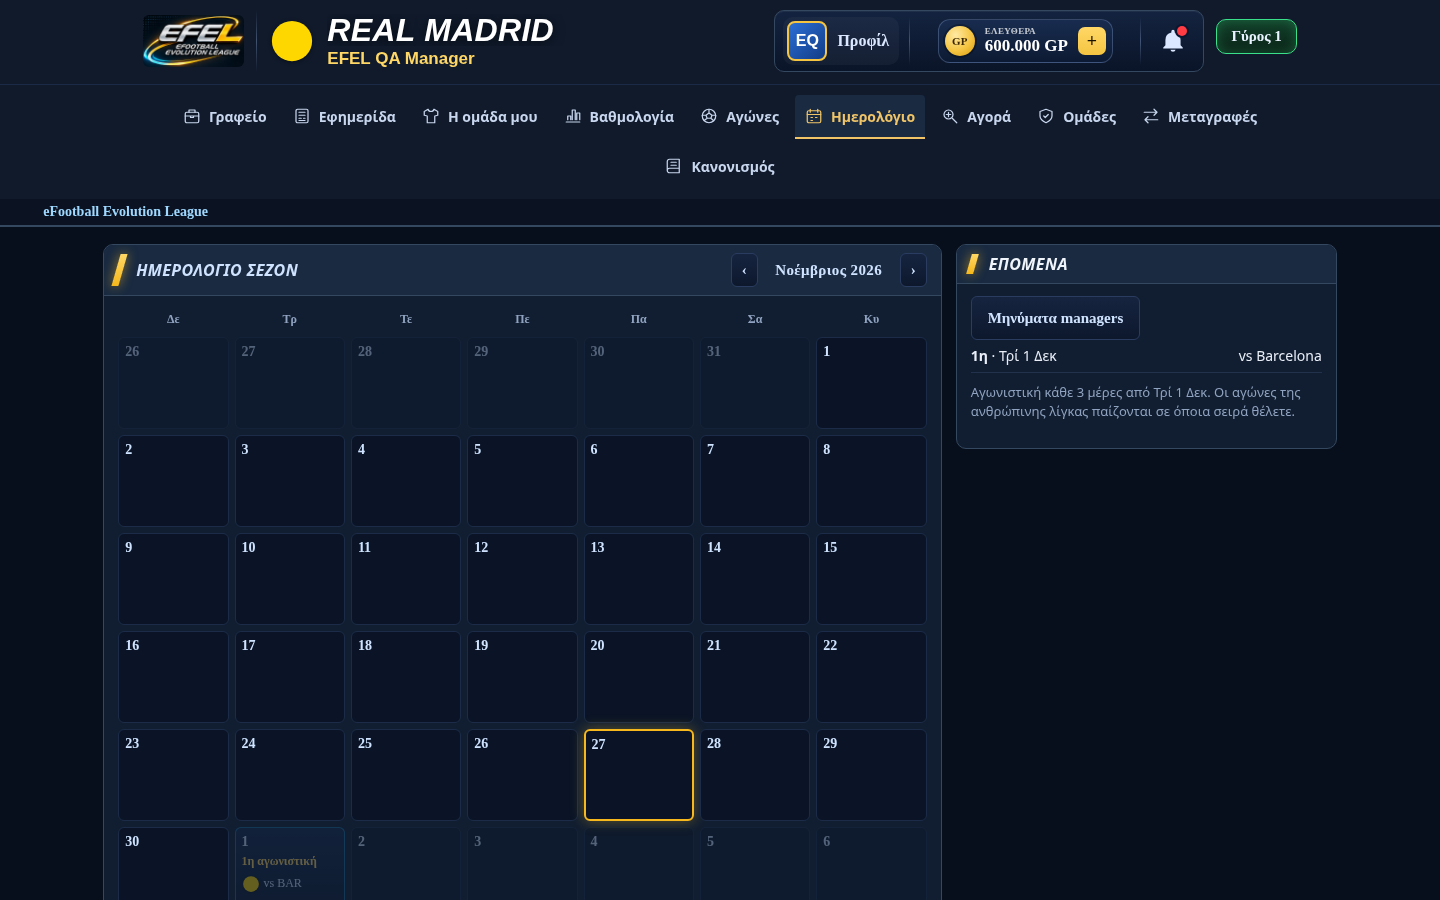 EFEL
EFOOTBALL
EVOLUTION LEAGUE
REAL MADRID
EFEL QA Manager
EQ
Προφίλ
GP
ΕΛΕΥΘΕΡΑ
600.000 GP
+
Γύρος 1
Γραφείο
Εφημερίδα
Η ομάδα μου
Βαθμολογία
Αγώνες
Ημερολόγιο
Αγορά
Ομάδες
Μεταγραφές
Κανονισμός
eFootball Evolution League
ΗΜΕΡΟΛΟΓΙΟ ΣΕΖΟΝ
‹
Νοέμβριος 2026
›
Δε Τρ Τε Πε Πα Σα Κυ
26 27 28 29 30 31 1
2 3 4 5 6 7 8
9 10 11 12 13 14 15
16 17 18 19 20 21 22
23 24 25 26 27 28 29
30 1 2 3 4 5 6
1η αγωνιστική
vs BAR
ΕΠΟΜΕΝΑ
Μηνύματα managers
1η · Τρί 1 Δεκ vs Barcelona
Αγωνιστική κάθε 3 μέρες από Τρί 1 Δεκ. Οι αγώνες της
ανθρώπινης λίγκας παίζονται σε όποια σειρά θέλετε.